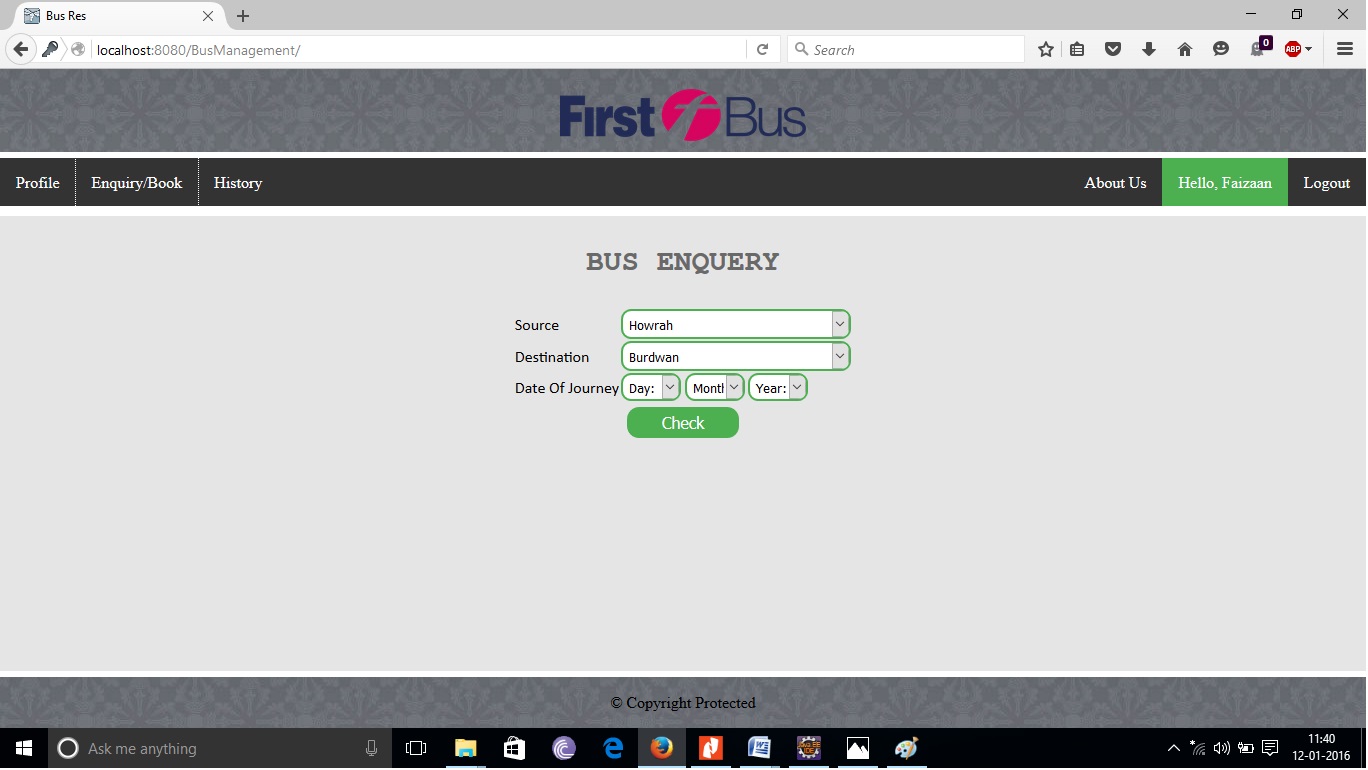 Bus Res
localhost:8080/BusManagement/
Search
0
ABP
First Bus
Profile Enquiry/Book History About Us Hello, Faizaan Logout
BUS ENQUERY
Source Howrah
Destination Burdwan
Date Of Journey Day: Month Year:
Check
© Copyright Protected
Ask me anything
11:40
12-01-2016